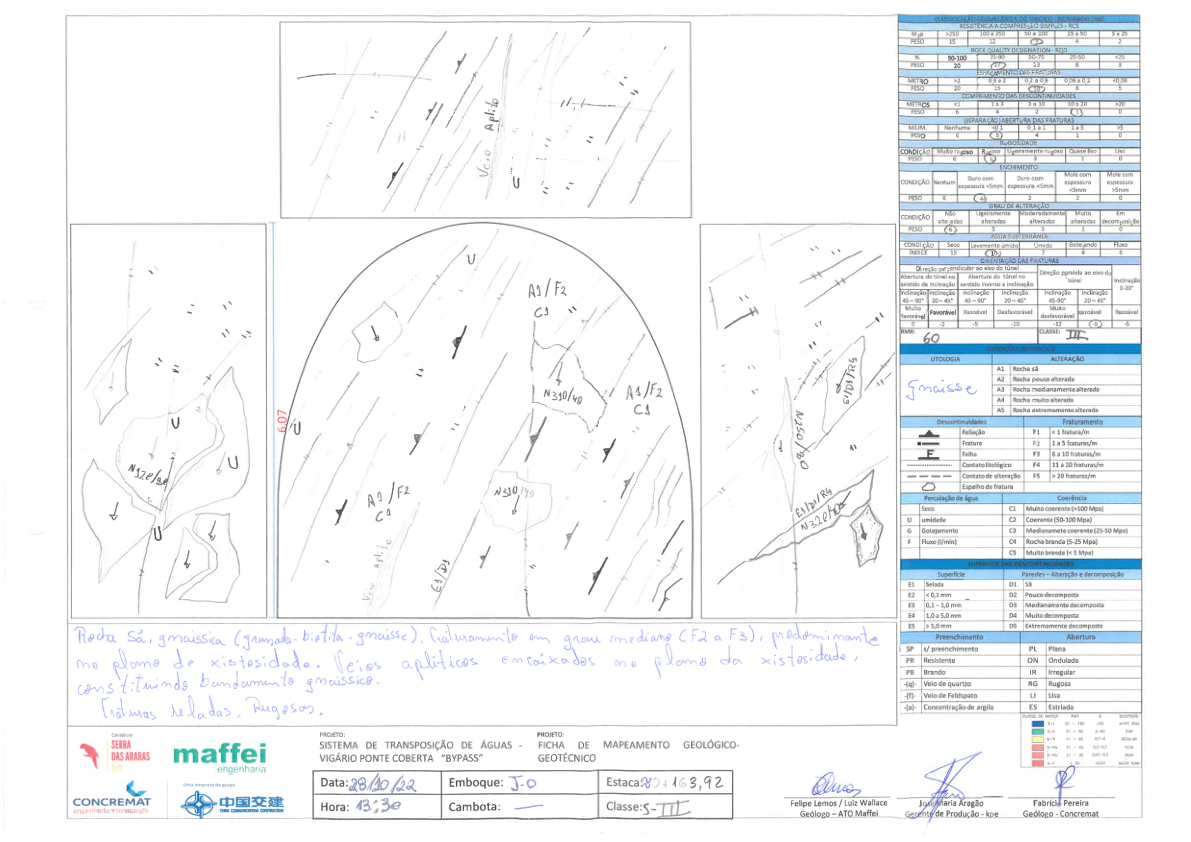 Veio Aplito
U
U
A1/F2
C1
N310/40
A1/F2
C1
6.07
U
U
U
U
N310/45
A1/F2
C1
Veio aplito
E1/D1
E1/D1/RG
N250/80
E1/D1/RG
Rocha Sã, gnaissica (granada-biotita-gnaisse). Fraturamento em grau mediano (F2 a F3), predominante
no plano de xistosidade. Veios apliticos encaixados no plano da xistosidade,
constituindo bandamento gnaissico.
Fraturas seladas, Rugosas.
CLASSIFICAÇÃO GEOMECÂNICA DO MACIÇO - BIENIAWSKI 1989
RESISTÊNCIA A COMPRESSÃO SIMPLES - RCS
>250 100 a 250 50 a 100 25 a 50 5 a 25
PESO 15 12 7 4 2
ROCK QUALITY DESIGNATION - RQD
% 90-100 75-90 50-75 25-50 <25
PESO 20 17 13 8 3
ESPAÇAMENTO DAS FRATURAS
METRO >2 0,6 a 2 0,2 a 0,6 0,06 a 0,2 <0,06
PESO 20 15 10 8 5
COMPRIMENTO DAS DESCONTINUIDADES
METROS <1 1 a 3 3 a 10 10 a 20 >20
PESO 6 4 2 1 0
SEPARAÇÃO/ABERTURA DAS FRATURAS
MILIM. Nenhuma <0,1 0,1 a 1 1 a 5 >5
PESO 6 5 4 1 0
RUGOSIDADE
CONDIÇÃO Muito rugoso Rugoso Ligeiramente rugoso Quase liso Liso
PESO 6 5 3 1 0
ENCHIMENTO
CONDIÇÃO Nenhum Duro com espessura <5mm Duro com espessura <5mm Mole com espessura <5mm Mole com espessura >5mm
PESO 6 4 2 2 0
GRAU DE ALTERAÇÃO
CONDIÇÃO Não alteradas Ligeiramente alteradas Moderadamente alteradas Muito alteradas Em decomposição
PESO 6 5 3 1 0
ÁGUA SUBTERRÂNEA
CONDIÇÃO Seco Levemente úmido Úmido Gotejando Fluxo
ÍNDICE 15 10 7 4
ORIENTAÇÃO DAS FRATURAS
Direção perpendicular ao eixo do túnel
Direção paralela ao eixo do túnel
Inclinação 0-20°
Abertura do túnel no sentido da inclinação
Abertura do túnel no sentido inverso a inclinação
Inclinação 45 – 90° Inclinação 20 – 45° Inclinação 45 – 90° Inclinação 20 – 45° Inclinação 45-90° Inclinação 20 – 45°
Muito favorável Favorável Razoável Desfavorável Muito desfavorável Razoável Razoável
0 -2 -5 -10 -12 -5 -5
RMR: 60 CLASSE: III
LITOLOGIA ALTERAÇÃO
Gnaisse
A1 Rocha sã
A2 Rocha pouco alterada
A3 Rocha medianamente alterada
A4 Rocha muito alterada
A5 Rocha extremamente alterada
Descontinuidades Fraturamento
Foliação F1 < 1 fratura/m
Fratura F2 1 a 5 fraturas/m
F Falha F3 6 a 10 fraturas/m
Contato litológico F4 11 a 20 fraturas/m
Contato de alteração F5 > 20 fraturas/m
Espelho de fratura
Percolação de água Coerência
Seco C1 Muito coerente (>100 Mpa)
U umidade C2 Coerente (50-100 Mpa)
G Gotejamento C3 Medianamete coerente (25-50 Mpa)
F Fluxo (l/min) C4 Rocha branda (5-25 Mpa)
C5 Muito branda (< 5 Mpa)
SUPERFÍCIE DAS DESCONTINUIDADES
Superfície Paredes – Alteração e decomposição
E1 Selada D1 Sã
E2 < 0,1 mm D2 Pouco decomposta
E3 0,1 – 1,0 mm D3 Medianamente decomposta
E4 1,0 a 5,0 mm D4 Muito decomposta
E5 > 5,0 mm D5 Extremamente decomposta
Preenchimento Abertura
SP s/ preenchimento PL Plana
PR Resistente ON Ondulada
PB Brando IR Irregular
-(q)- Veio de quartzo RG Rugosa
-(f)- Veio de Feldspato LI Lisa
-(a)- Concentração de argila ES Estriada
Consórcio
SERRA
DAS ARARAS
maffei
engenharia
CONCREMAT
engenharia e tecnologia
Uma empresa do grupo
中国交建
CHINA COMMUNICATIONS CONSTRUCTION
PROJETO:
SISTEMA DE TRANSPOSIÇÃO DE ÁGUAS -
VIGÁRIO PONTE COBERTA "BYPASS"
PROJETO:
FICHA DE MAPEAMENTO GEOLÓGICO-
GEOTÉCNICO
Data: 28/10/22 Emboque: J-0 Estaca:
Hora: 13:30 Cambota: — Classe: S-III
Felipe Lemos / Luiz Wallace
Geólogo – ATO Maffei
José Maria Aragão
Gerente de Produção - kpe
Fabrício Pereira
Geólogo - Concremat